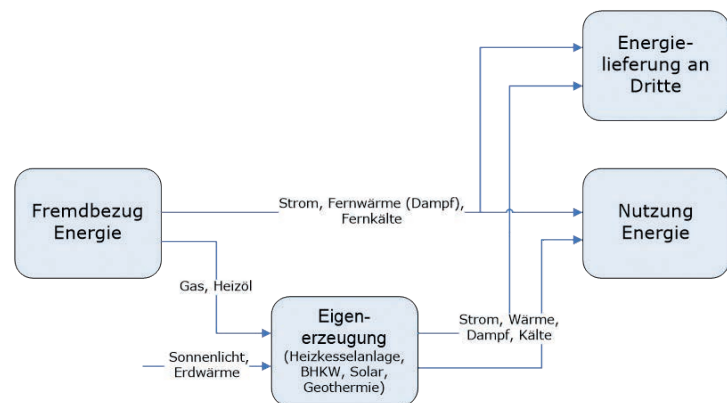 Energie-
lieferung an
Dritte
Fremdbezug
Energie
Strom, Fernwärme (Dampf),
Fernkälte
Nutzung
Energie
Gas, Heizöl
Eigen-
erzeugung
(Heizkesselanlage,
BHKW, Solar,
Geothermie)
Strom, Wärme,
Dampf, Kälte
Sonnenlicht,
Erdwärme